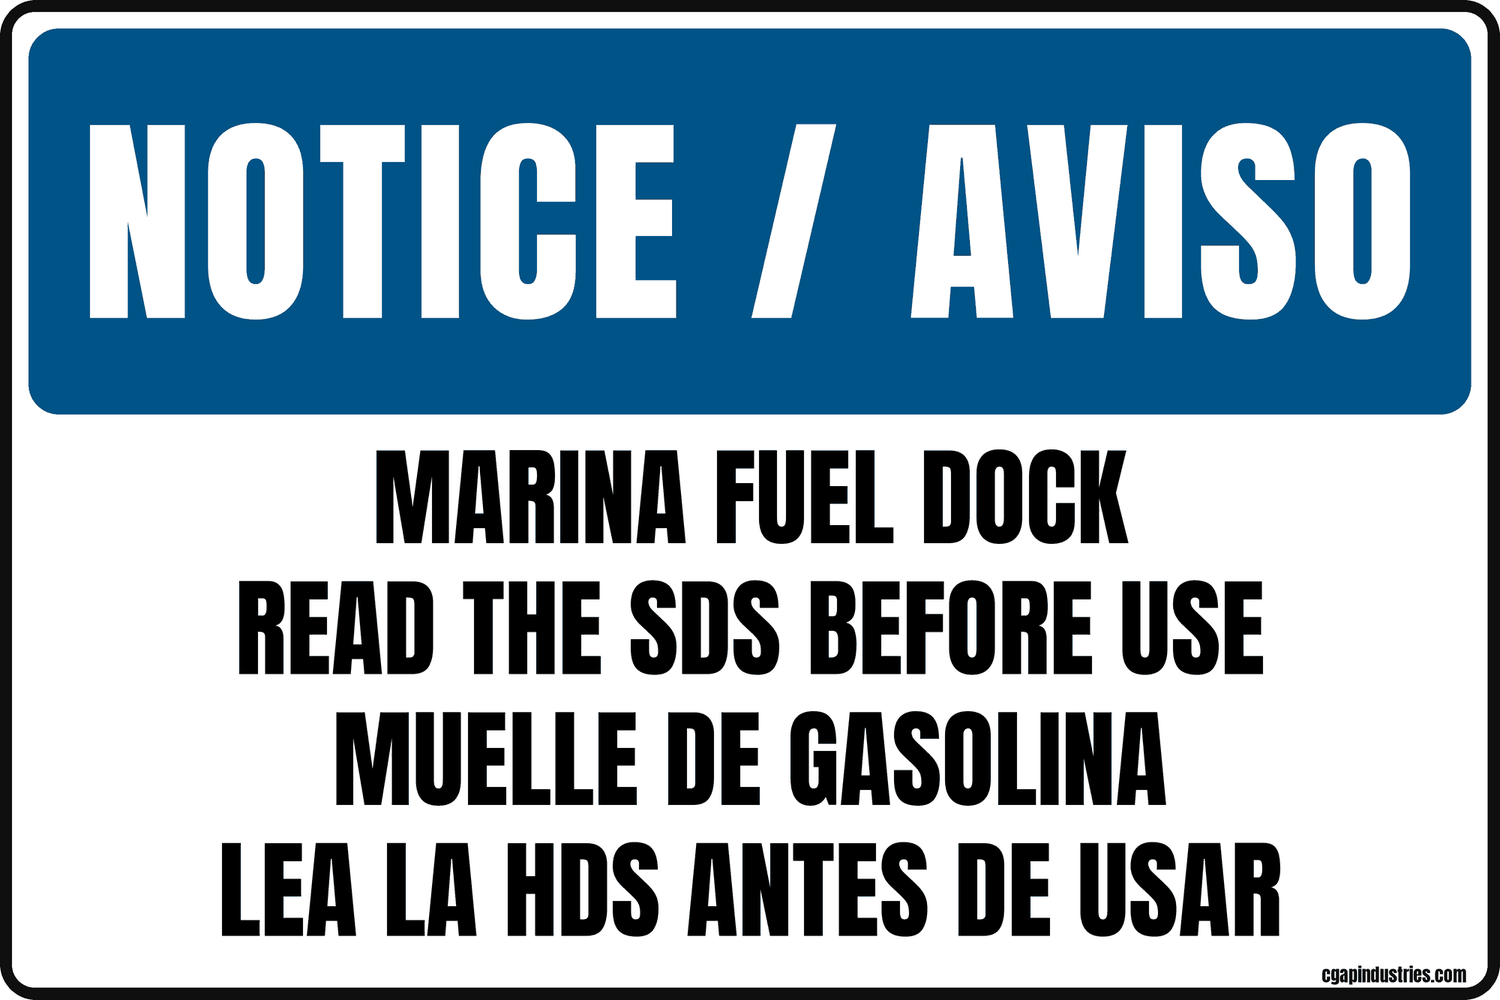 NOTICE / AVISO
MARINA FUEL DOCK
READ THE SDS BEFORE USE
MUELLE DE GASOLINA
LEA LA HDS ANTES DE USAR
cgapindustries.com